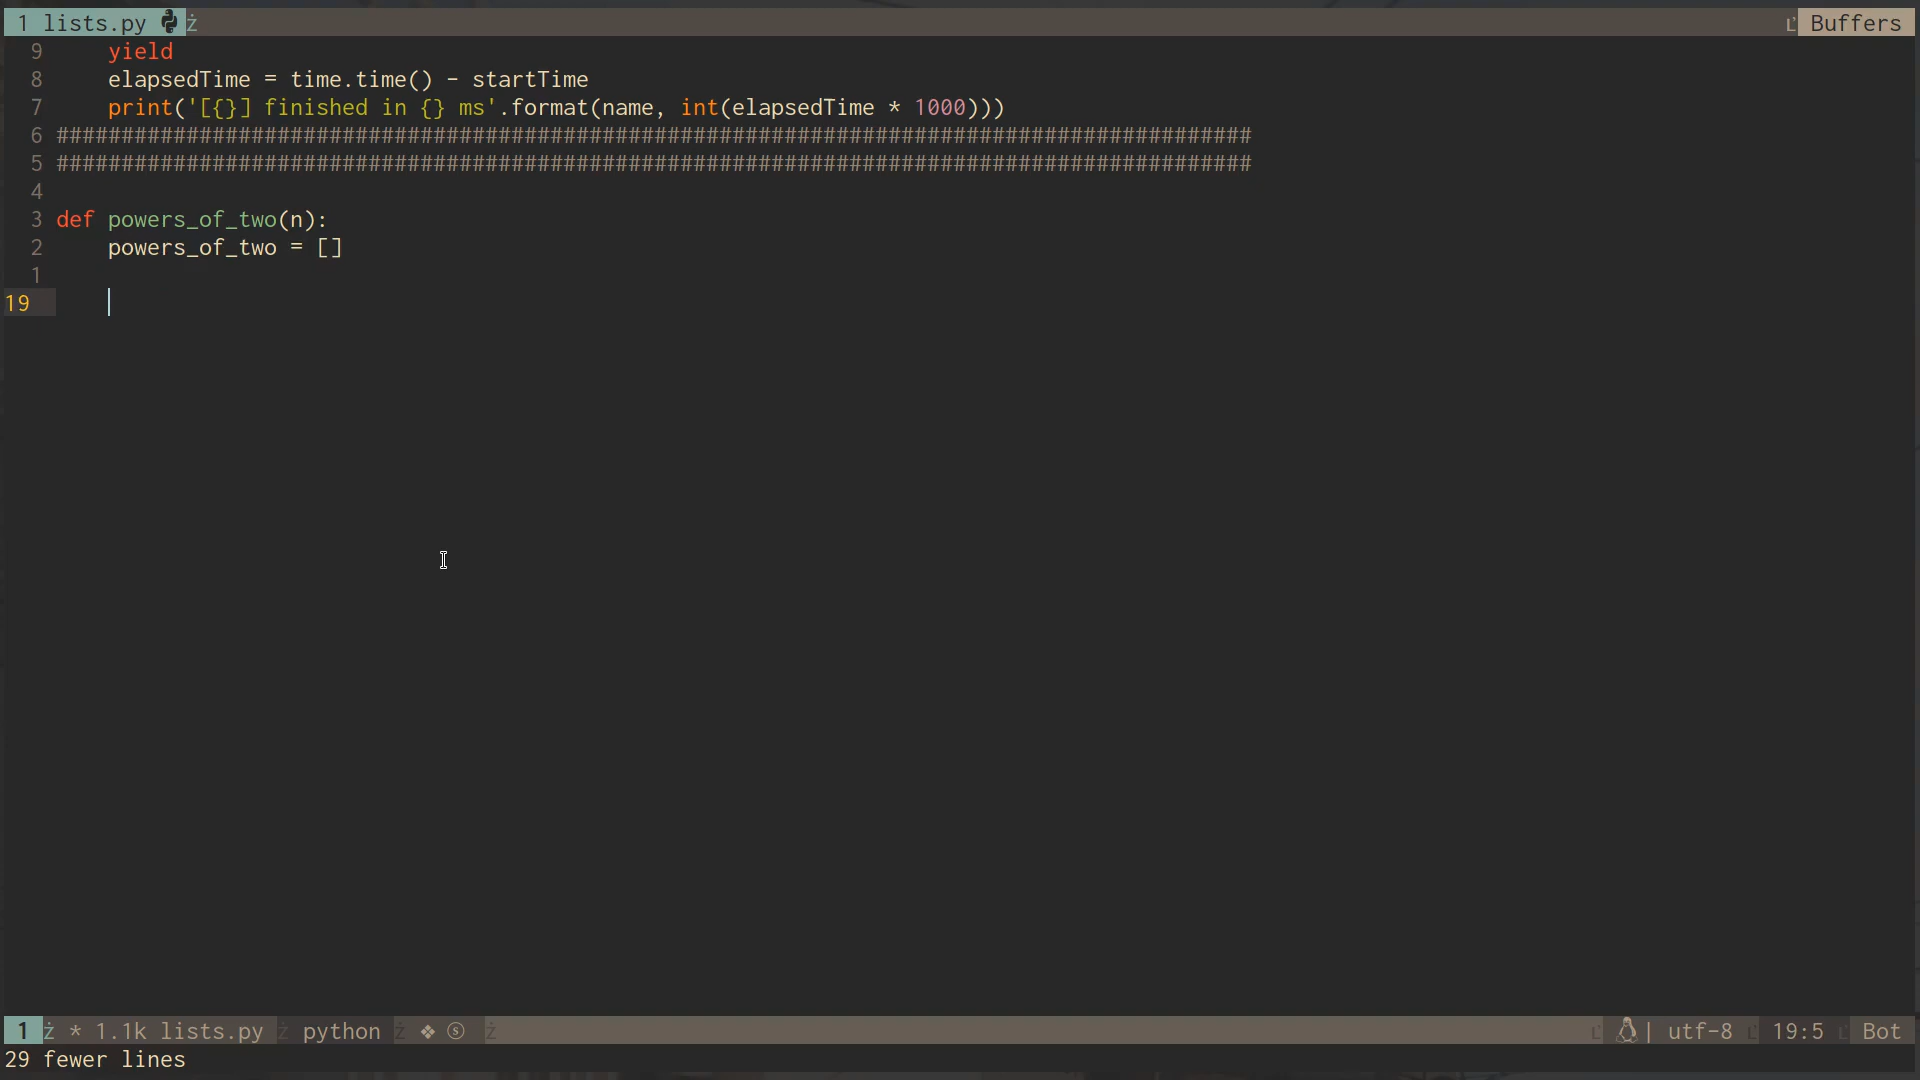 1 lists.py ż Ľ Buffers
9     yield
8     elapsedTime = time.time() - startTime
7     print('[{}] finished in {} ms'.format(name, int(elapsedTime * 1000)))
6 ############################################################################################
5 ############################################################################################
4
3 def powers_of_two(n):
2     powers_of_two = []
1
19
1 ż * 1.1k lists.py ż python ż ❖ ⓢ ż Ľ | utf-8 Ľ 19:5 Ľ Bot
29 fewer lines